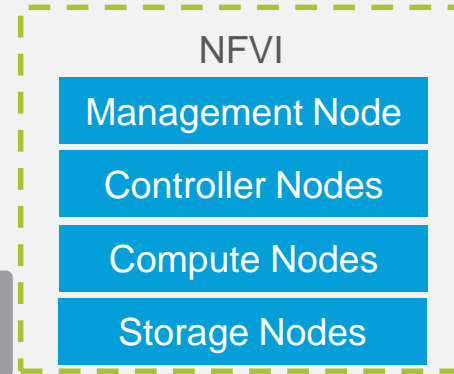 NFVI
Management Node
Controller Nodes
Compute Nodes
Storage Nodes